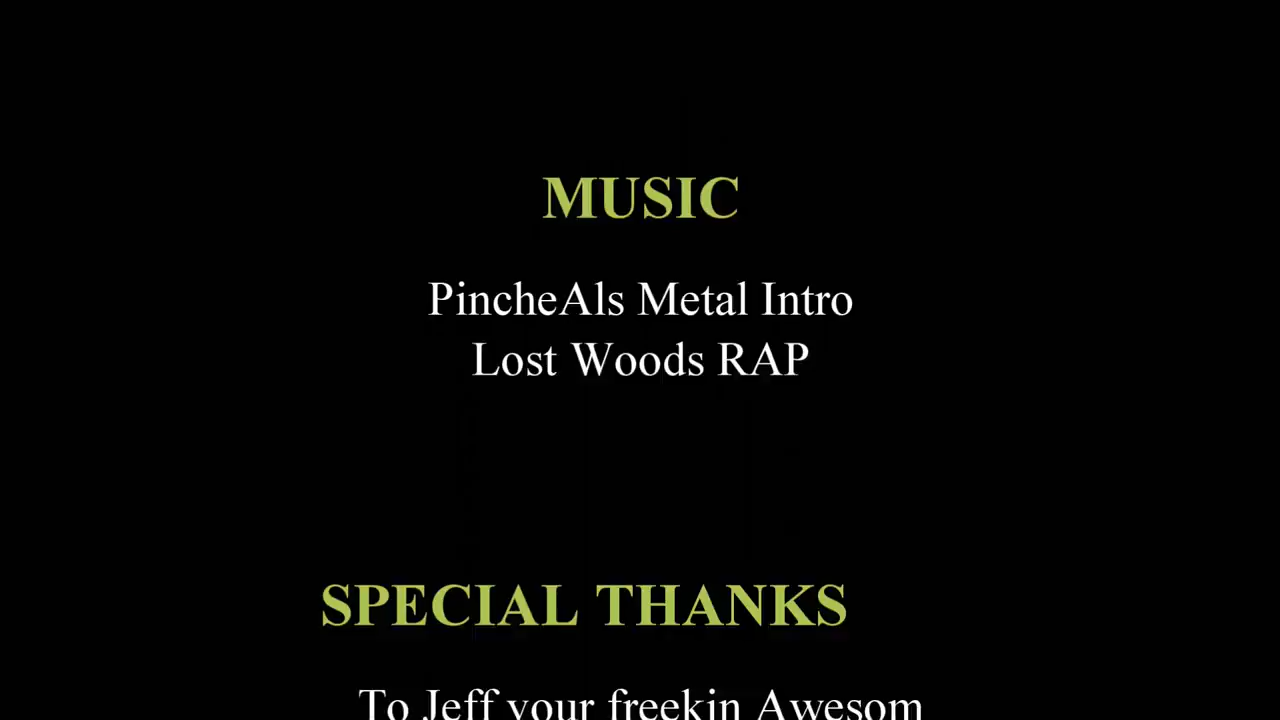 MUSIC
PincheAls Metal Intro
Lost Woods RAP
SPECIAL THANKS
To Jeff your freekin Awesom